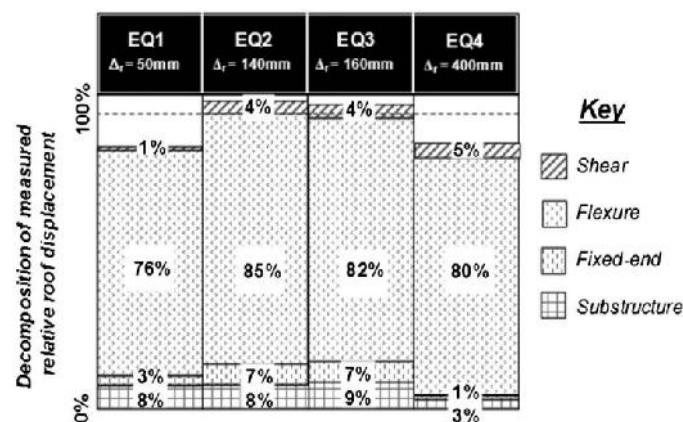 EQ1 EQ2 EQ3 EQ4
Δr = 50mm Δr = 140mm Δr = 160mm Δr = 400mm
100%
0%
Decomposition of measured
relative roof displacement
1% 4% 4% 5%
76% 85% 82% 80%
3% 7% 7% 1%
8% 8% 9% 3%
Key
Shear
Flexure
Fixed-end
Substructure